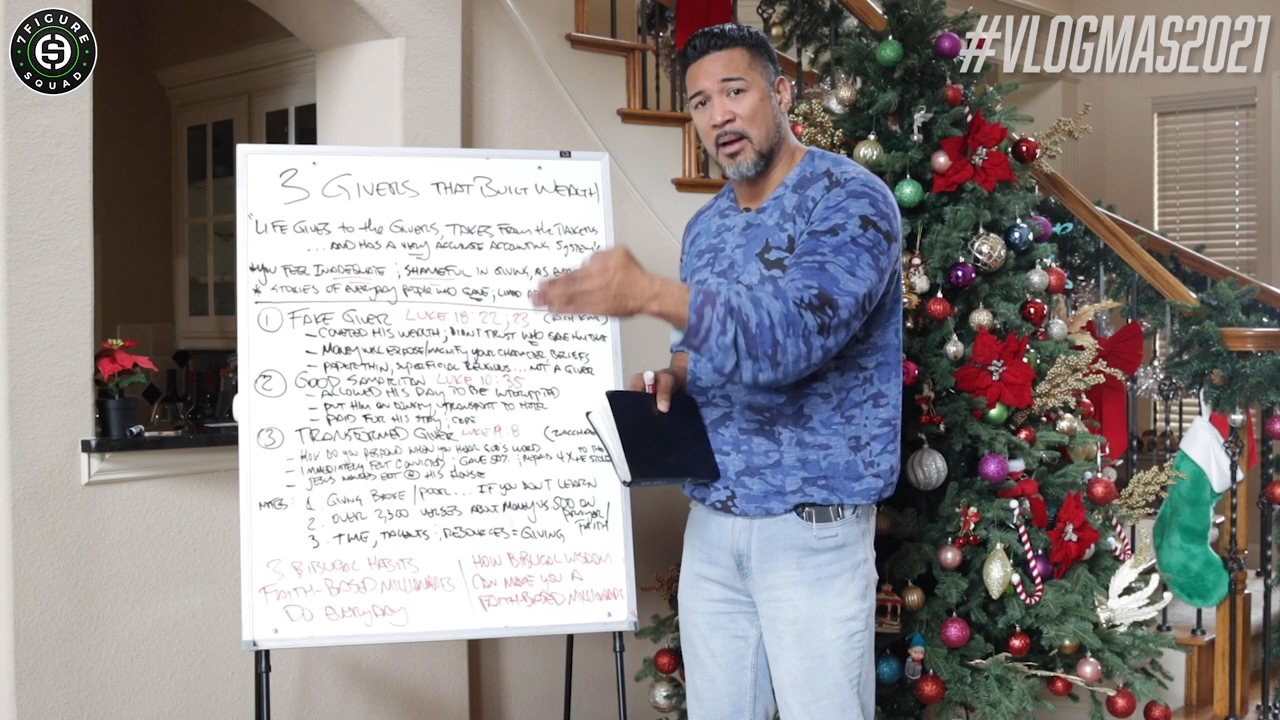 7FIGURE
SQUAD
#VLOGMAS2021
3 GIVERS THAT BUILT WEALTH
"LIFE GIVES to the GIVERS, TAKES FROM the TAKERS
...AND HAS A VERY ACCURATE ACCOUNTING SYSTEM"
*YOU FEEL INADEQUATE ; SHAMEFUL IN GIVING, AS
* STORIES OF EVERYDAY PEOPLE WHO GAVE ;
1 FAKE GIVER LUKE 18:22;23 (RICH
- COVETED HIS WEALTH ; DIDN'T TRUST WHO GAVE HIM THAT
- MONEY WILL EXPOSE/MAGNIFY YOUR CHARACTER, BELIEFS
- PAPER THIN, SUPERFICIAL RELIGIOUS... NOT A GIVER
2 GOOD SAMARITAN LUKE 10:35
- ALLOWED HIS DAY TO BE INTERRUPTED
- PUT HIM ON DONKEY, TRANSPORT TO HOTEL
- PAID FOR HIS STAY, CARE
3 TRANSFORMED GIVER LUKE 19:8 (ZACCHAE
- HOW DO YOU RESPOND WHEN YOU HEAR GOD'S WORD
- IMMEDIATELY FELT CONVICTED ; GAVE 50% ; REPAID 4X
- JESUS WANTED EAT @ HIS HOUSE
NOTES: 1. GIVING BROKE/POOR... IF YOU DON'T LEARN
2. OVER 2,300 VERSES ABOUT MONEY VS 500 ON PRAYER/
FAITH
3. TIME, TALENTS ; RESOURCES = GIVING
3 BIBLICAL HABITS
FAITH-BASED MILLIONAIRES
DO EVERYDAY
HOW BIBLICAL WISDOM
CAN MAKE YOU A
FAITH-BASED MILLIONAIRE